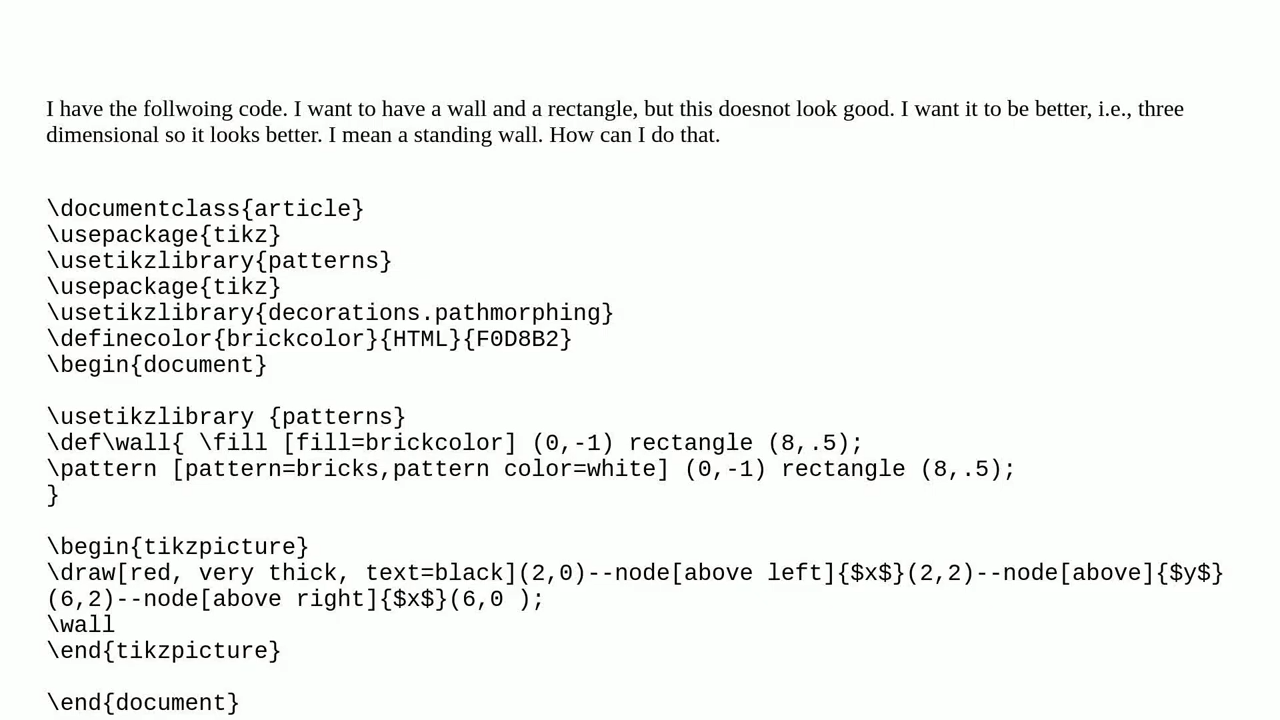 I have the follwoing code. I want to have a wall and a rectangle, but this doesnot look good. I want it to be better, i.e., three
dimensional so it looks better. I mean a standing wall. How can I do that.
\documentclass{article}
\usepackage{tikz}
\usetikzlibrary{patterns}
\usepackage{tikz}
\usetikzlibrary{decorations.pathmorphing}
\definecolor{brickcolor}{HTML}{F0D8B2}
\begin{document}
\usetikzlibrary {patterns}
\def\wall{ \fill [fill=brickcolor] (0,-1) rectangle (8,.5);
\pattern [pattern=bricks,pattern color=white] (0,-1) rectangle (8,.5);
}
\begin{tikzpicture}
\draw[red, very thick, text=black](2,0)--node[above left]{$x$}(2,2)--node[above]{$y$}
(6,2)--node[above right]{$x$}(6,0 );
\wall
\end{tikzpicture}
\end{document}